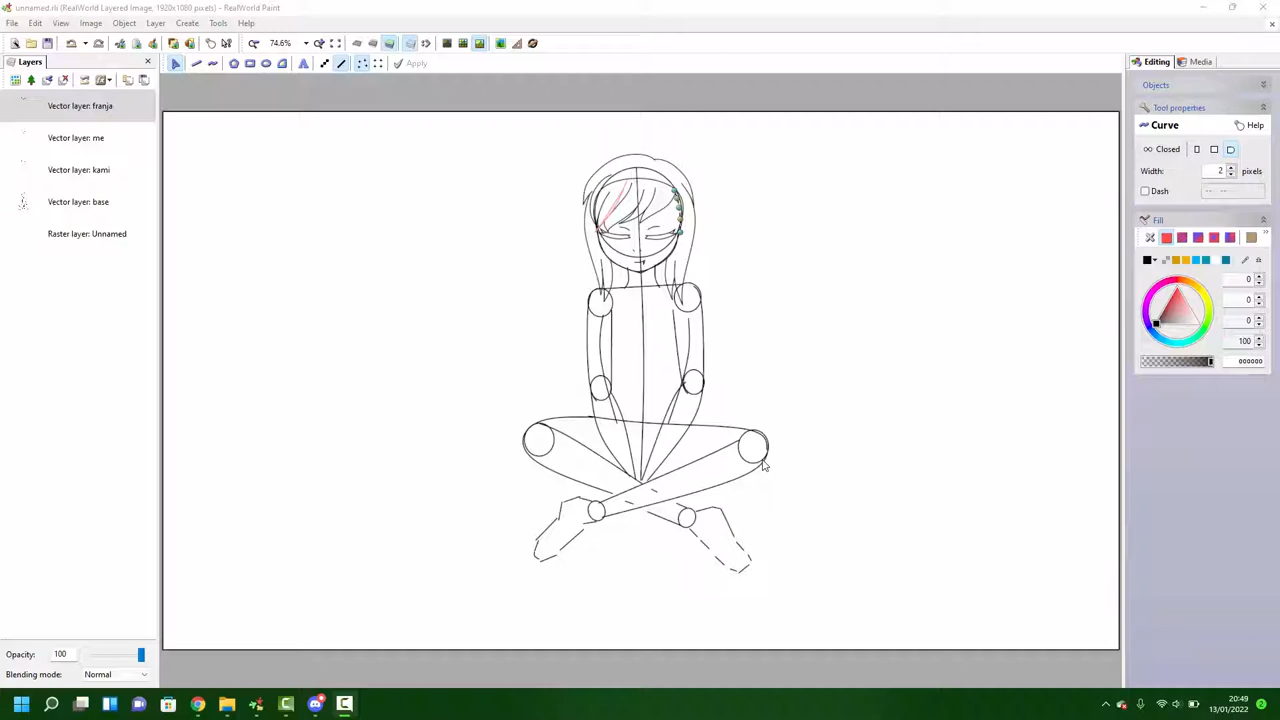 unnamed.rli (RealWorld Layered Image, 1920x1080 pixels) - RealWorld Paint
File Edit View Image Object Layer Create Tools Help
74.6%
Layers
Apply
Editing Media
Vector layer: franja
Vector layer: me
Vector layer: kami
Vector layer: base
Raster layer: Unnamed
Objects
Tool properties
Curve Help
Closed
Width: 2 pixels
Dash
Fill
0
0
0
100
000000
Opacity: 100
Blending mode: Normal
20:49
13/01/2022
2